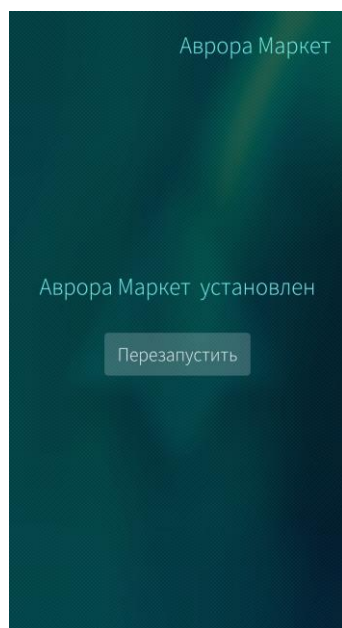 Аврора Маркет
Аврора Маркет установлен
Перезапустить